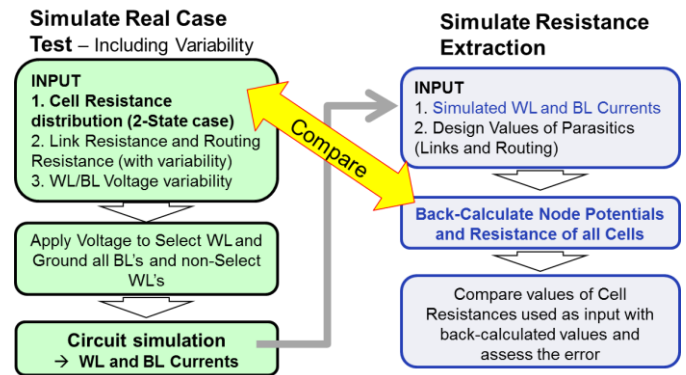 Simulate Real Case
Test – Including Variability
INPUT
1. Cell Resistance
distribution (2-State case)
2. Link Resistance and Routing
Resistance (with variability)
3. WL/BL Voltage variability
Apply Voltage to Select WL and
Ground all BL's and non-Select
WL's
Circuit simulation
→ WL and BL Currents
Compare
Simulate Resistance
Extraction
INPUT
1. Simulated WL and BL Currents
2. Design Values of Parasitics
(Links and Routing)
Back-Calculate Node Potentials
and Resistance of all Cells
Compare values of Cell
Resistances used as input with
back-calculated values and
assess the error